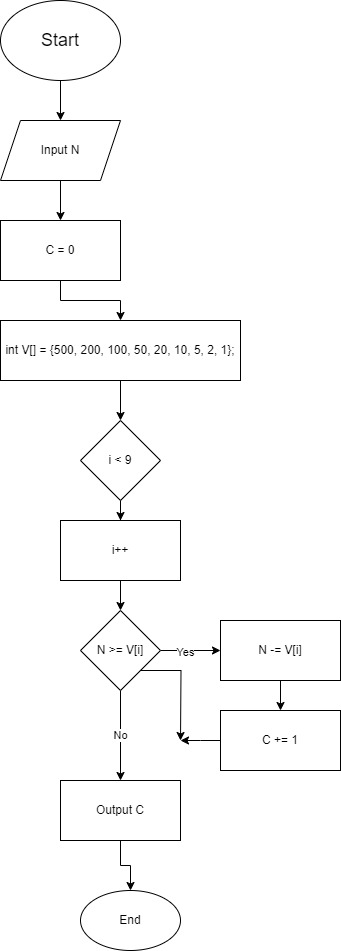 Start
Input N
C = 0
int V[] = {500, 200, 100, 50, 20, 10, 5, 2, 1};
i < 9
i++
N >= V[i]
Yes
N -= V[i]
C += 1
No
Output C
End